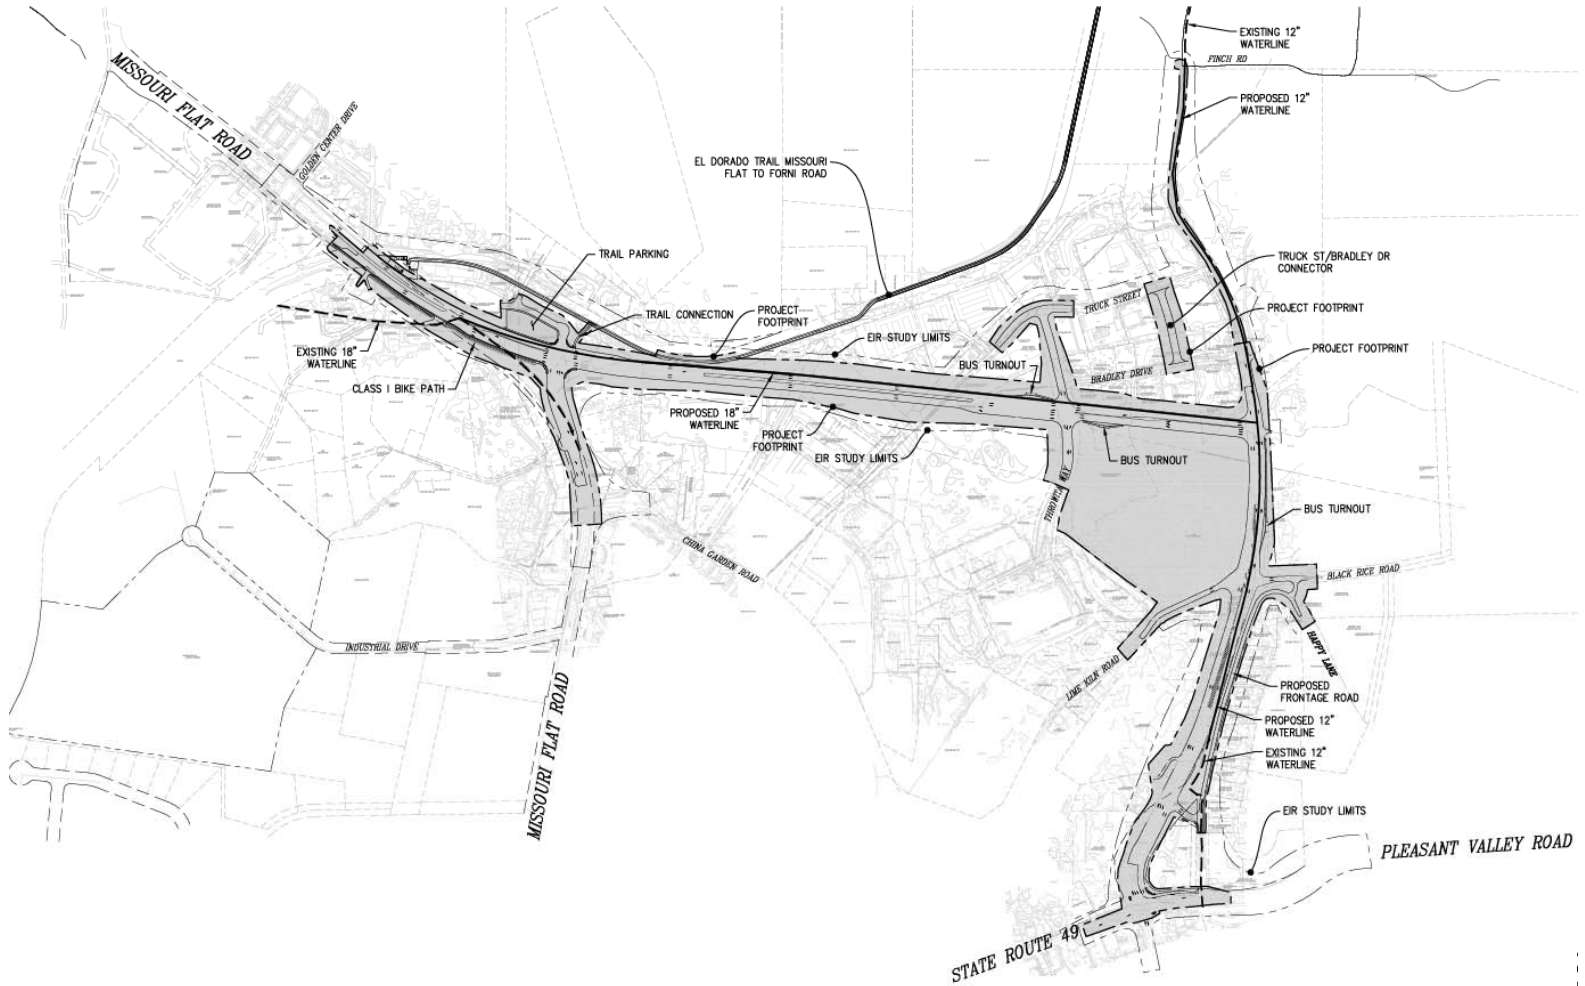 EXISTING 12"
WATERLINE
FINCH RD
MISSOURI FLAT ROAD
PROPOSED 12"
WATERLINE
GOLDEN CENTER DRIVE
EL DORADO TRAIL MISSOURI
FLAT TO FORNI ROAD
TRAIL PARKING
TRUCK ST/BRADLEY DR
CONNECTOR
TRUCK STREET
PROJECT FOOTPRINT
TRAIL CONNECTION
PROJECT
FOOTPRINT
EIR STUDY LIMITS
PROJECT FOOTPRINT
EXISTING 18"
WATERLINE
BUS TURNOUT
BRADLEY DRIVE
CLASS I BIKE PATH
PROPOSED 18"
WATERLINE
PROJECT
FOOTPRINT
EIR STUDY LIMITS
BUS TURNOUT
THROWITA WAY
BUS TURNOUT
CHINA GARDEN ROAD
BLACK RICE ROAD
INDUSTRIAL DRIVE
HAPPY LANE
LIME KILN ROAD
PROPOSED
FRONTAGE ROAD
MISSOURI FLAT ROAD
PROPOSED 12"
WATERLINE
EXISTING 12"
WATERLINE
EIR STUDY LIMITS
PLEASANT VALLEY ROAD
STATE ROUTE 49